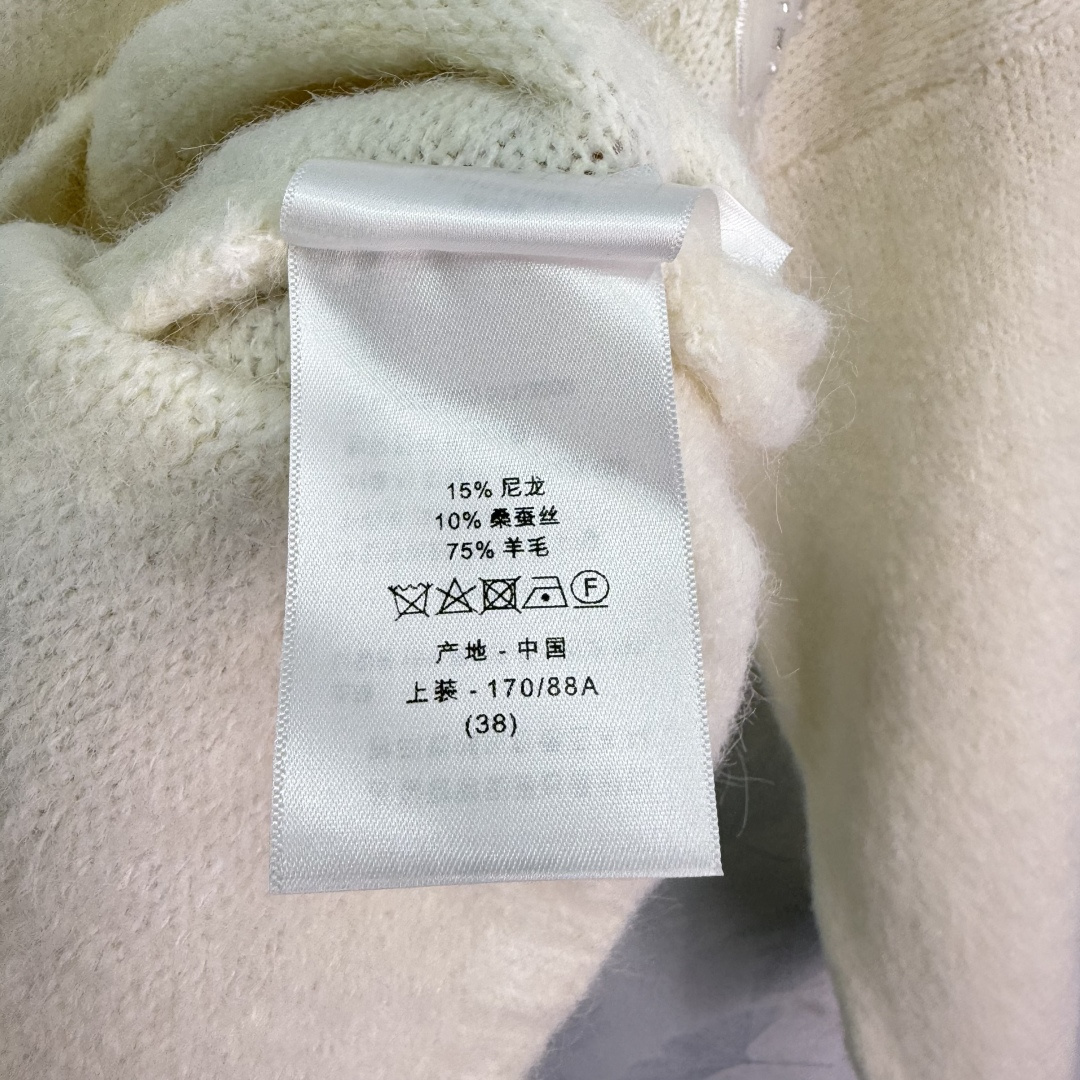 15% 尼龙
10% 桑蚕丝
75% 羊毛
F
产地 - 中国
上装 - 170/88A
(38)